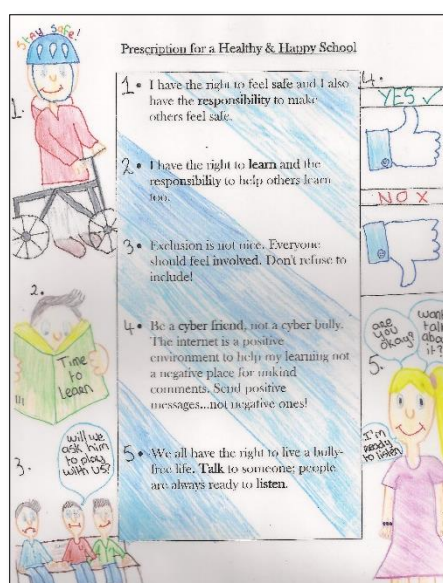 Stay Safe!
Prescription for a Healthy & Happy School
1.
1. I have the right to feel safe and I also
have the responsibility to make
others feel safe.
2. I have the right to learn and the
responsibility to help others learn
too.
3. Exclusion is not nice. Everyone
should feel involved. Don't refuse to
include!
4. Be a cyber friend, not a cyber bully.
The internet is a positive
environment to help my learning not
a negative place for unkind
comments. Send positive
messages...not negative ones!
5. We all have the right to live a bully-
free life. Talk to someone; people
are always ready to listen.
2.
Time
to
Learn
3.
will we
ask him
to play
with us?
4.
YES ✓
NO X
5.
are
you
okay?
want
talk
abou
it?
I'm
Ready
to listen